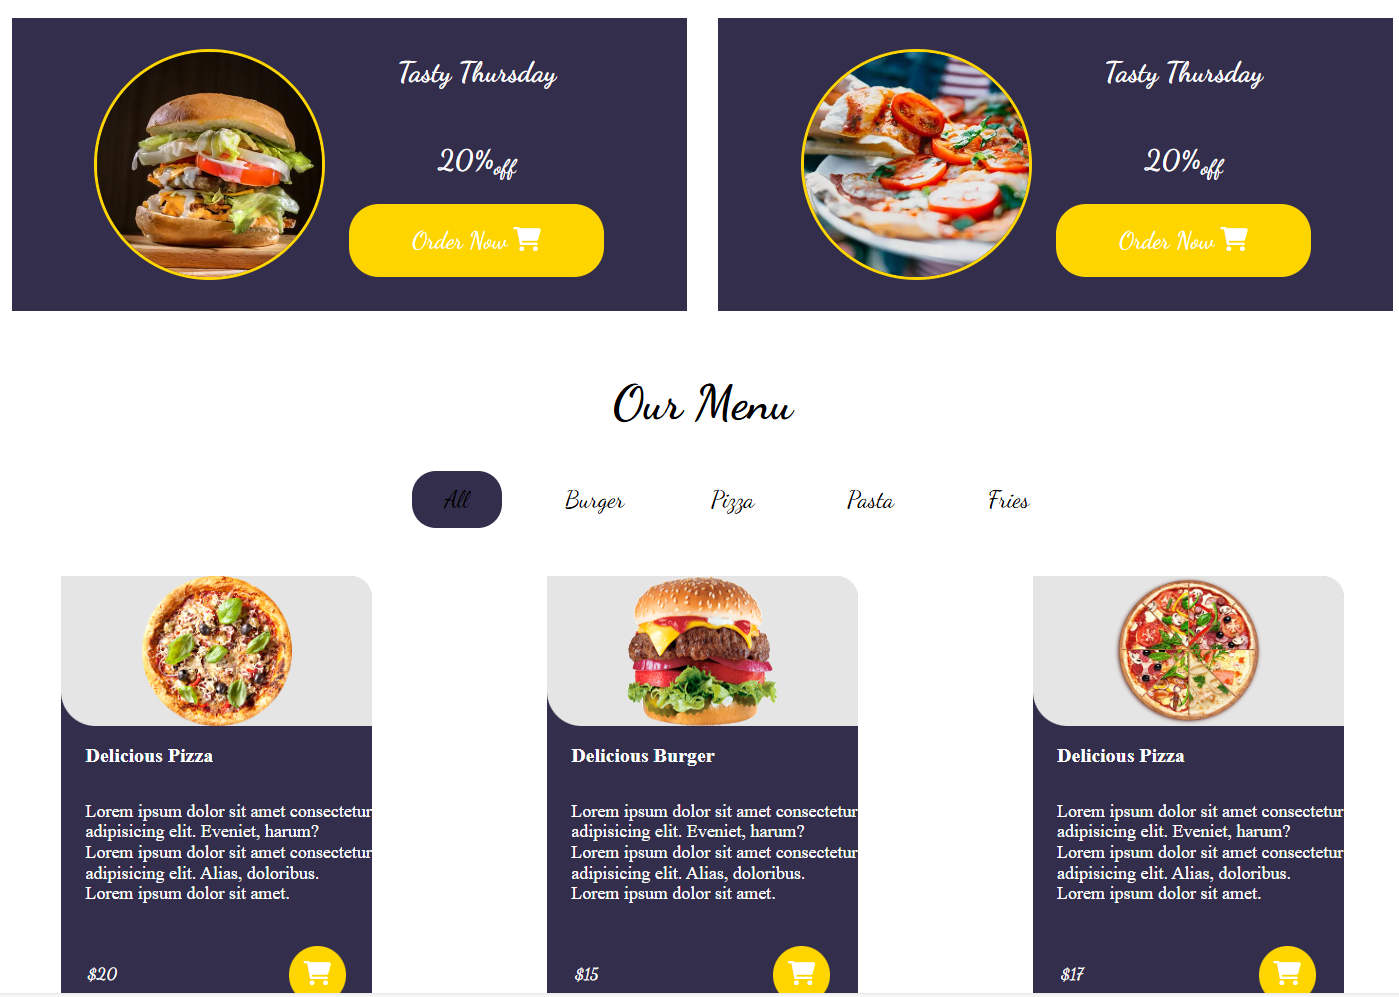 Tasty Thursday
20%off
Order Now
Tasty Thursday
20%off
Order Now
Our Menu
All Burger Pizza Pasta Fries
Delicious Pizza
Lorem ipsum dolor sit amet consectetur
adipisicing elit. Eveniet, harum?
Lorem ipsum dolor sit amet consectetur
adipisicing elit. Alias, doloribus.
Lorem ipsum dolor sit amet.
$20
Delicious Burger
Lorem ipsum dolor sit amet consectetur
adipisicing elit. Eveniet, harum?
Lorem ipsum dolor sit amet consectetur
adipisicing elit. Alias, doloribus.
Lorem ipsum dolor sit amet.
$15
Delicious Pizza
Lorem ipsum dolor sit amet consectetur
adipisicing elit. Eveniet, harum?
Lorem ipsum dolor sit amet consectetur
adipisicing elit. Alias, doloribus.
Lorem ipsum dolor sit amet.
$17